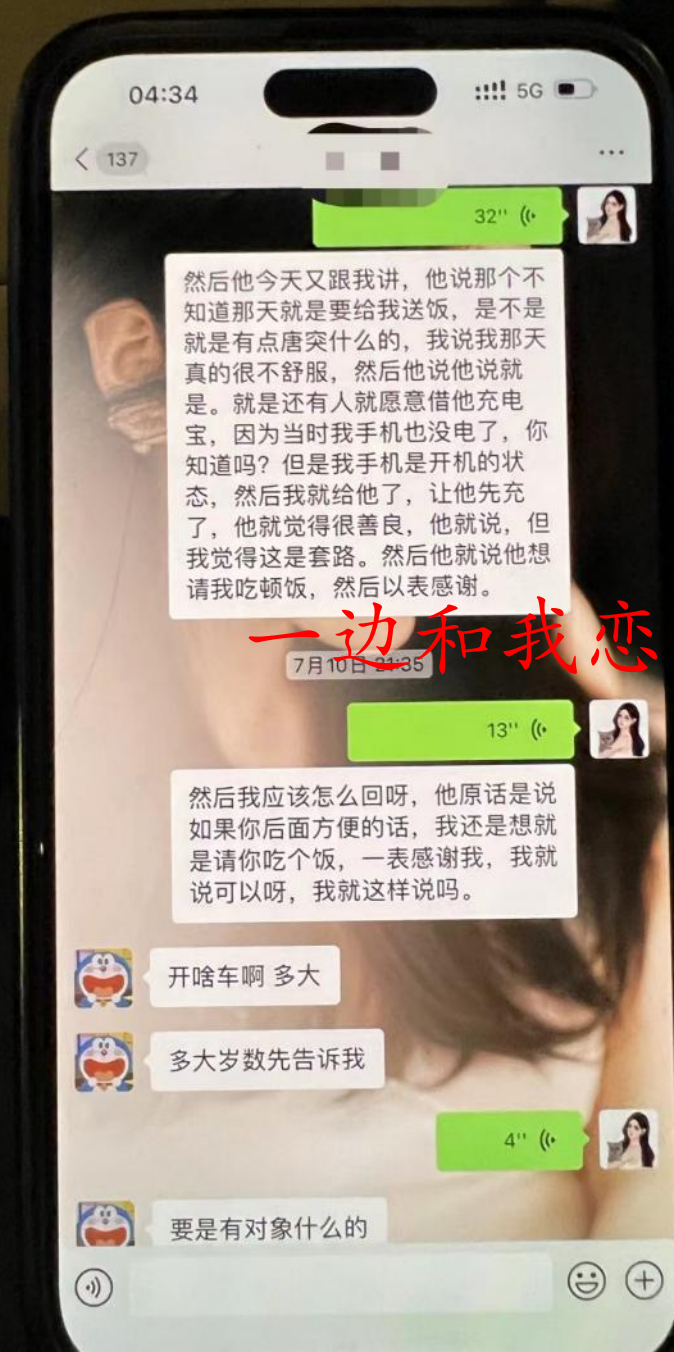 04:34
5G
137
32"
然后他今天又跟我讲，他说那个不
知道那天就是要给我送饭，是不是
就是有点唐突什么的，我说我那天
真的很不舒服，然后他说他说就
是。就是还有人就愿意借他充电
宝，因为当时我手机也没电了，你
知道吗？但是我手机是开机的状
态，然后我就给他了，让他先充
了，他就觉得很善良，他就说，但
我觉得这是套路。然后他就说他想
请我吃顿饭，然后以表感谢。
一边和我恋
7月10日 21:35
13"
然后我应该怎么回呀，他原话是说
如果你后面方便的话，我还是想就
是请你吃个饭，一表感谢我，我就
说可以呀，我就这样说吗。
开啥车啊 多大
多大岁数先告诉我
4"
要是有对象什么的